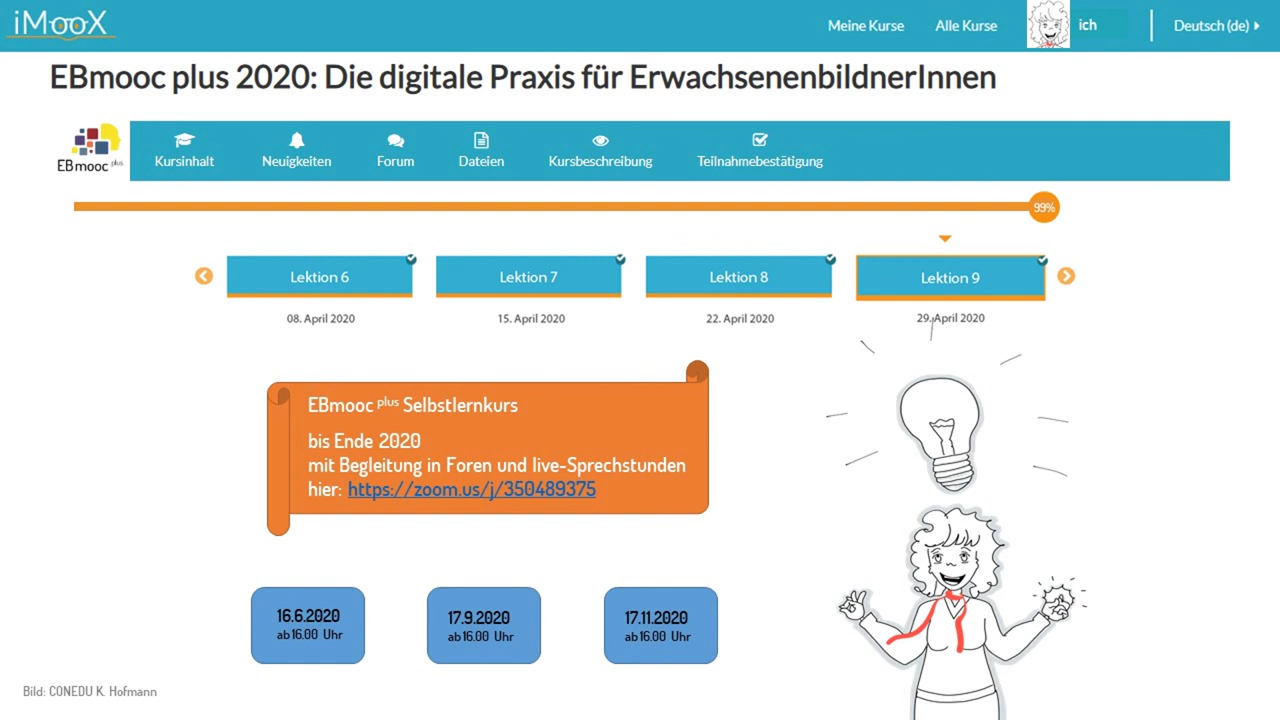 iMooX
Meine Kurse
Alle Kurse
ich
Deutsch (de)
EBmooc plus 2020: Die digitale Praxis für ErwachsenenbildnerInnen
EBmooc plus
Kursinhalt
Neuigkeiten
Forum
Dateien
Kursbeschreibung
Teilnahmebestätigung
99%
Lektion 6
Lektion 7
Lektion 8
Lektion 9
08. April 2020
15. April 2020
22. April 2020
29. April 2020
EBmooc plus Selbstlernkurs
bis Ende 2020
mit Begleitung in Foren und live-Sprechstunden
hier: https://zoom.us/j/350489375
16.6.2020
ab 16.00 Uhr
17.9.2020
ab 16.00 Uhr
17.11.2020
ab 16.00 Uhr
Bild: CONEDU K. Hofmann